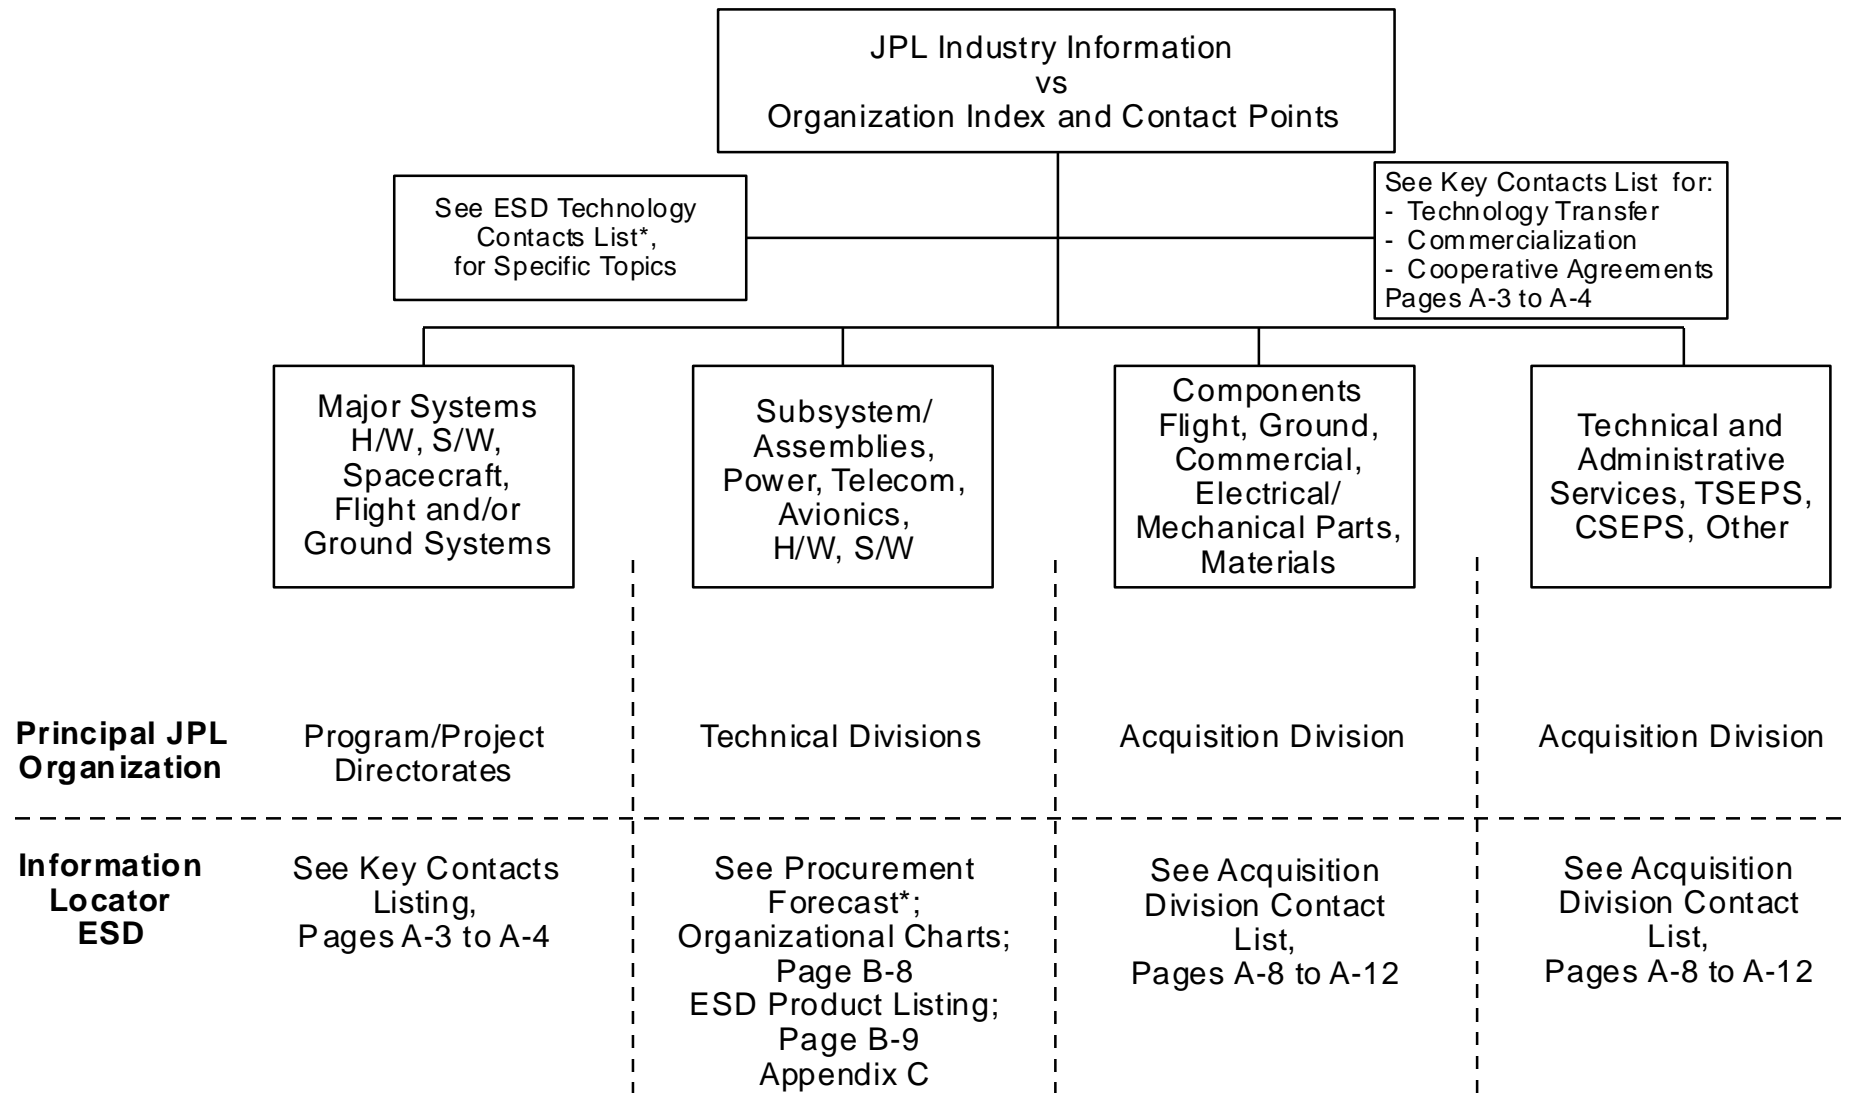 JPL Industry Information
vs
Organization Index and Contact Points
See ESD Technology
Contacts List*,
for Specific Topics
See Key Contacts List for:
- Technology Transfer
- Commercialization
- Cooperative Agreements
Pages A-3 to A-4
Major Systems
H/W, S/W,
Spacecraft,
Flight and/or
Ground Systems
Subsystem/
Assemblies,
Power, Telecom,
Avionics,
H/W, S/W
Components
Flight, Ground,
Commercial,
Electrical/
Mechanical Parts,
Materials
Technical and
Administrative
Services, TSEPS,
CSEPS, Other
Principal JPL
Organization
Program/Project
Directorates
Technical Divisions
Acquisition Division
Acquisition Division
Information
Locator
ESD
See Key Contacts
Listing,
Pages A-3 to A-4
See Procurement
Forecast*;
Organizational Charts;
Page B-8
ESD Product Listing;
Page B-9
Appendix C
See Acquisition
Division Contact
List,
Pages A-8 to A-12
See Acquisition
Division Contact
List,
Pages A-8 to A-12